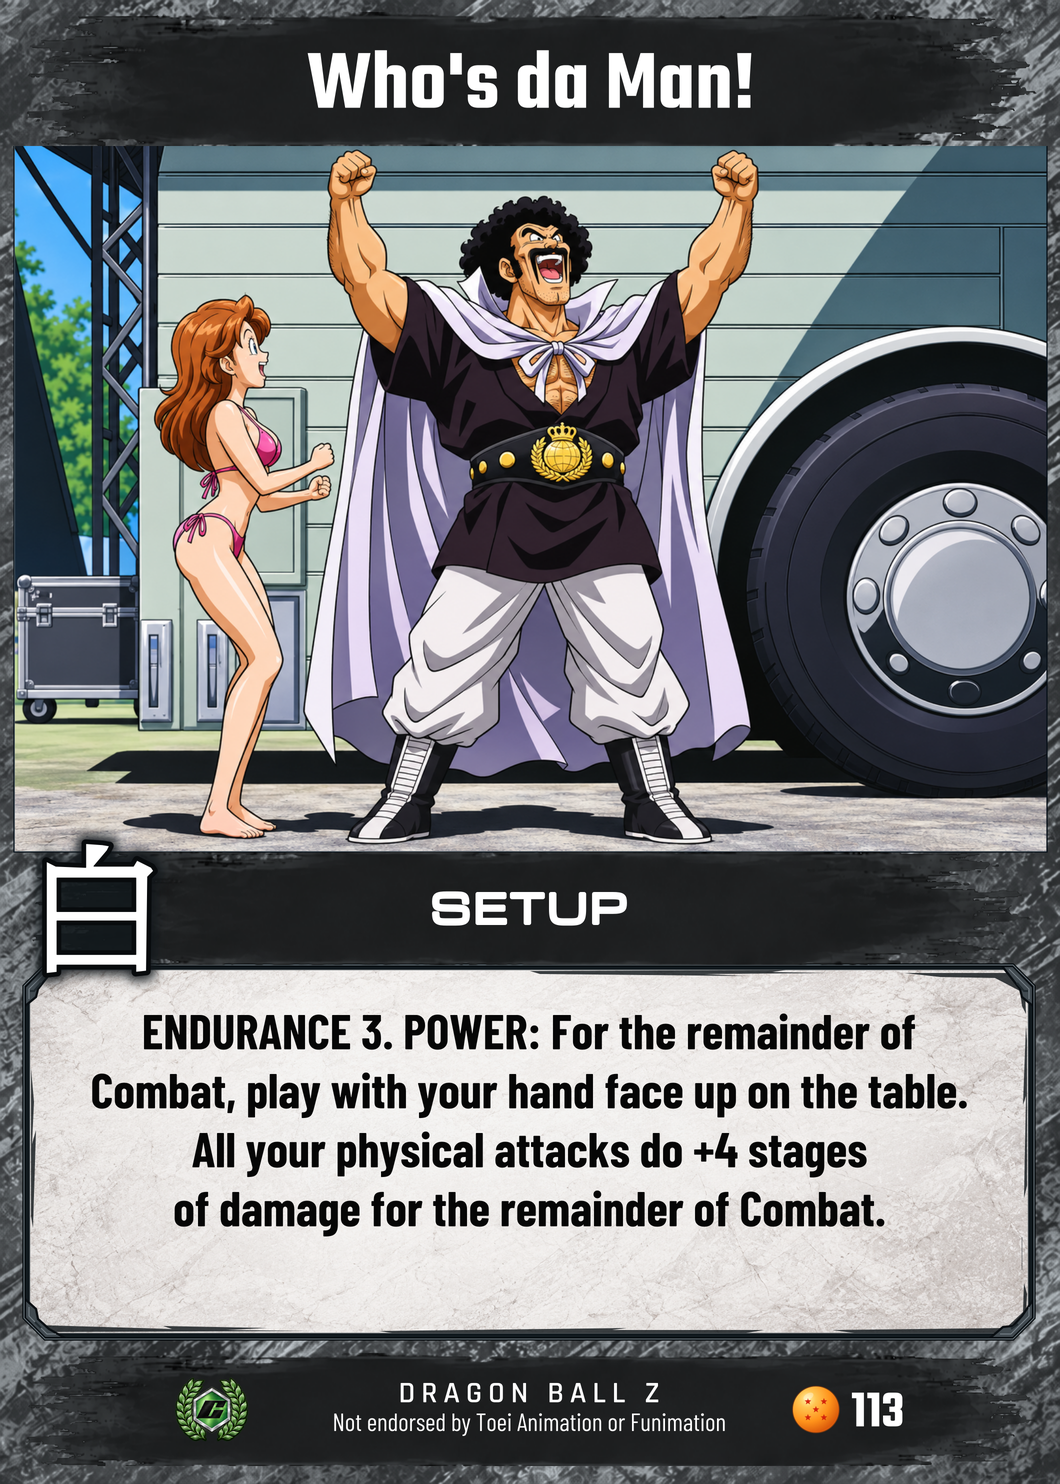 Who's da Man!
白
SETUP
ENDURANCE 3. POWER: For the remainder of
Combat, play with your hand face up on the table.
All your physical attacks do +4 stages
of damage for the remainder of Combat.
DRAGON BALL Z
Not endorsed by Toei Animation or Funimation
113